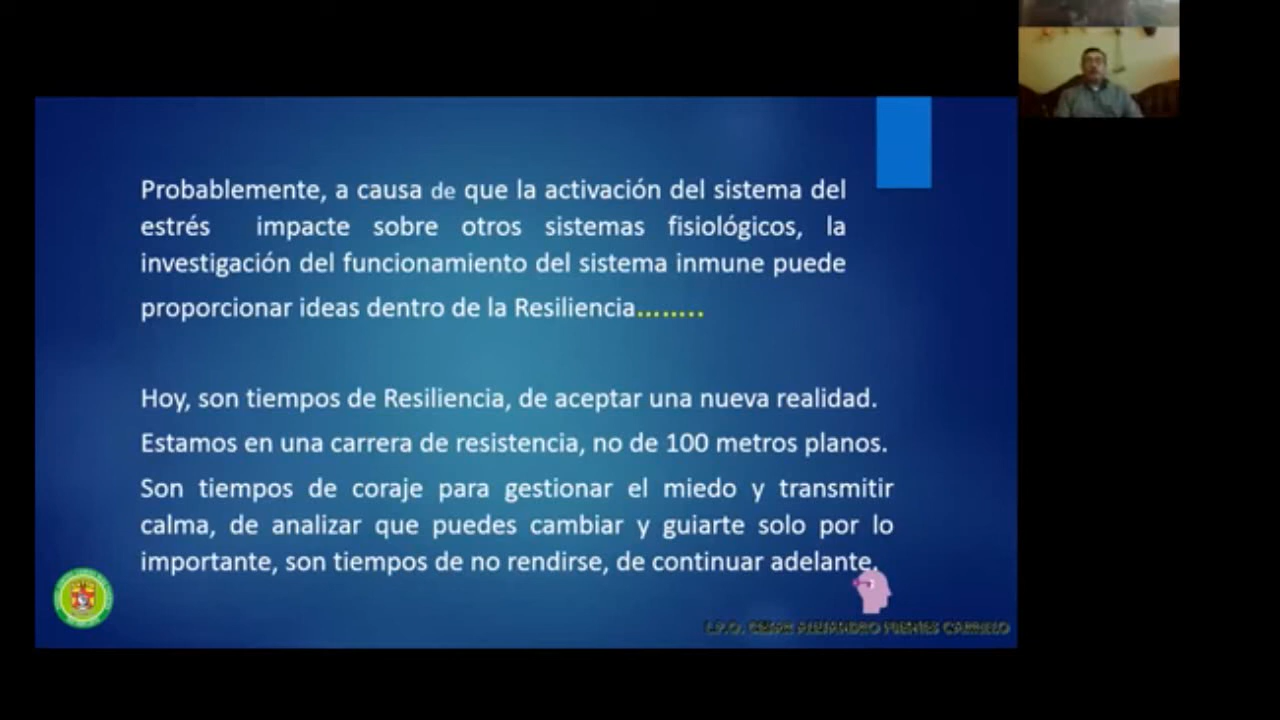 Probablemente, a causa de que la activación del sistema del
estrés impacte sobre otros sistemas fisiológicos, la
investigación del funcionamiento del sistema inmune puede
proporcionar ideas dentro de la Resiliencia........
Hoy, son tiempos de Resiliencia, de aceptar una nueva realidad.
Estamos en una carrera de resistencia, no de 100 metros planos.
Son tiempos de coraje para gestionar el miedo y transmitir
calma, de analizar que puedes cambiar y guiarte solo por lo
importante, son tiempos de no rendirse, de continuar adelante.
CESAR ALEJANDRO FUENTES CARRILLO